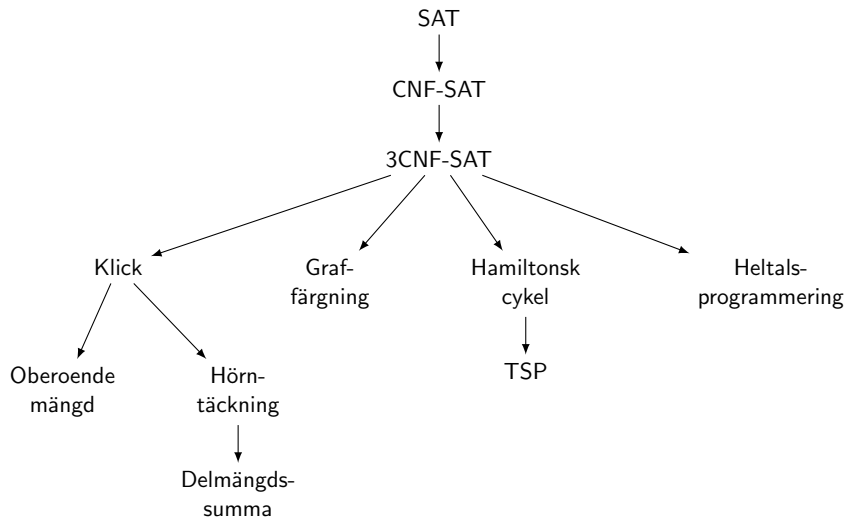 SAT
CNF-SAT
3CNF-SAT
Klick
Graf-
färgning
Hamiltonsk
cykel
Heltals-
programmering
Oberoende
mängd
Hörn-
täckning
TSP
Delmängds-
summa